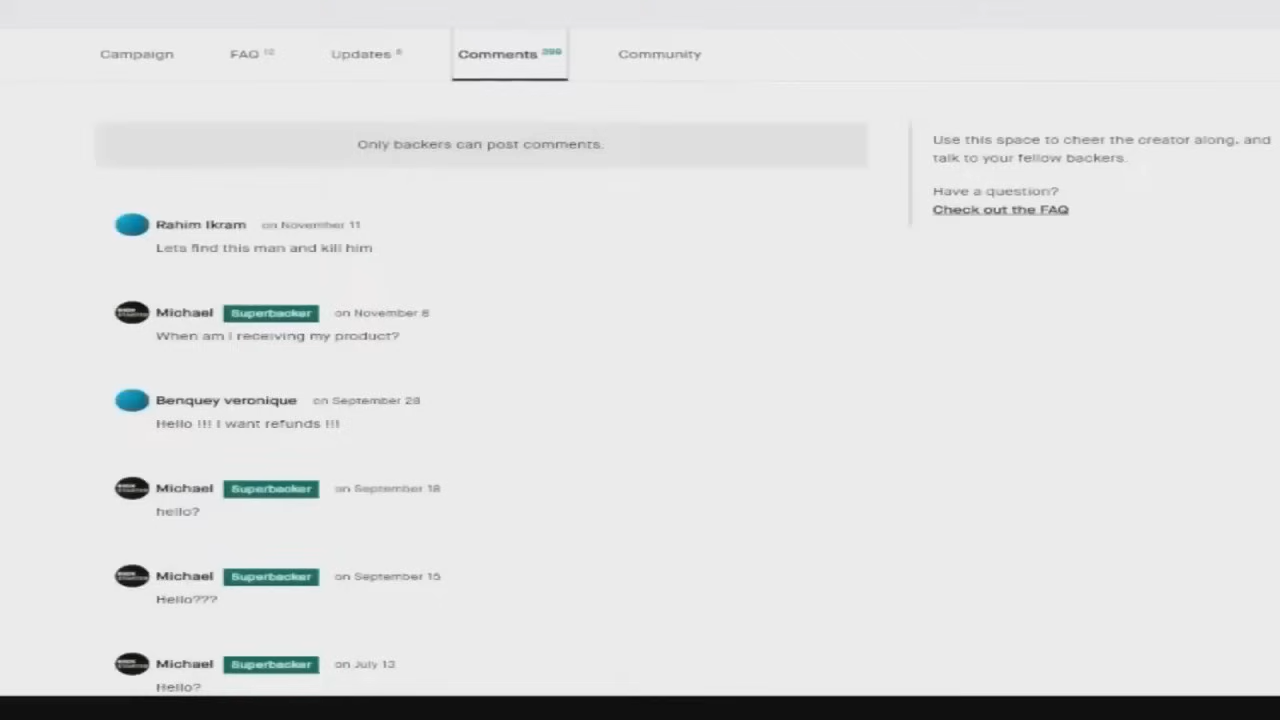 Campaign FAQ 12 Updates 6 Comments 399 Community
Only backers can post comments.
Use this space to cheer the creator along, and
talk to your fellow backers.
Have a question?
Check out the FAQ
Rahim Ikram on November 11
Lets find this man and kill him
Michael Superbacker on November 8
When am I receiving my product?
Benquey veronique on September 28
Hello !!! I want refunds !!!
Michael Superbacker on September 18
hello?
Michael Superbacker on September 15
Hello???
Michael Superbacker on July 13
Hello?